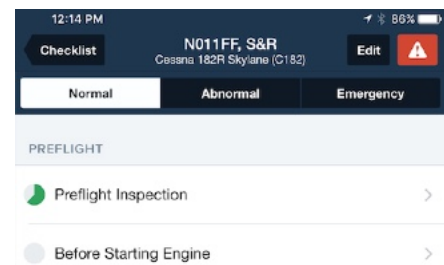 12:14 PM
86%
Checklist
N011FF, S&R
Cessna 182R Skylane (C182)
Edit
Normal
Abnormal
Emergency
PREFLIGHT
Preflight Inspection
Before Starting Engine